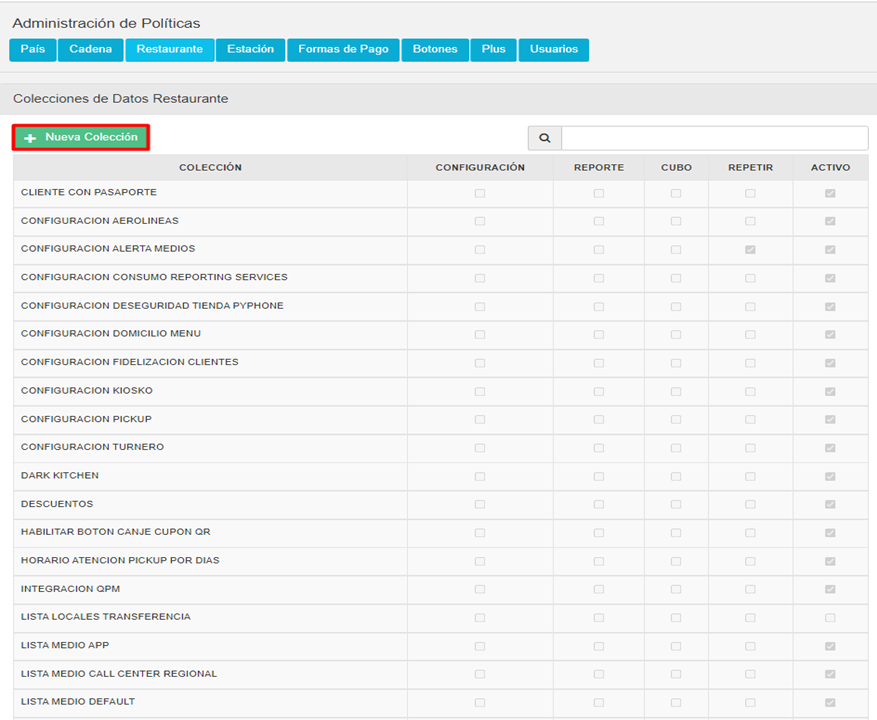 Administración de Políticas
País Cadena Restaurante Estación Formas de Pago Botones Plus Usuarios
Colecciones de Datos Restaurante
+ Nueva Colección
COLECCIÓN CONFIGURACIÓN REPORTE CUBO REPETIR ACTIVO
CLIENTE CON PASAPORTE
CONFIGURACION AEROLINEAS
CONFIGURACION ALERTA MEDIOS
CONFIGURACION CONSUMO REPORTING SERVICES
CONFIGURACION DESEGURIDAD TIENDA PYPHONE
CONFIGURACION DOMICILIO MENU
CONFIGURACION FIDELIZACION CLIENTES
CONFIGURACION KIOSKO
CONFIGURACION PICKUP
CONFIGURACION TURNERO
DARK KITCHEN
DESCUENTOS
HABILITAR BOTON CANJE CUPON QR
HORARIO ATENCION PICKUP POR DIAS
INTEGRACION QPM
LISTA LOCALES TRANSFERENCIA
LISTA MEDIO APP
LISTA MEDIO CALL CENTER REGIONAL
LISTA MEDIO DEFAULT